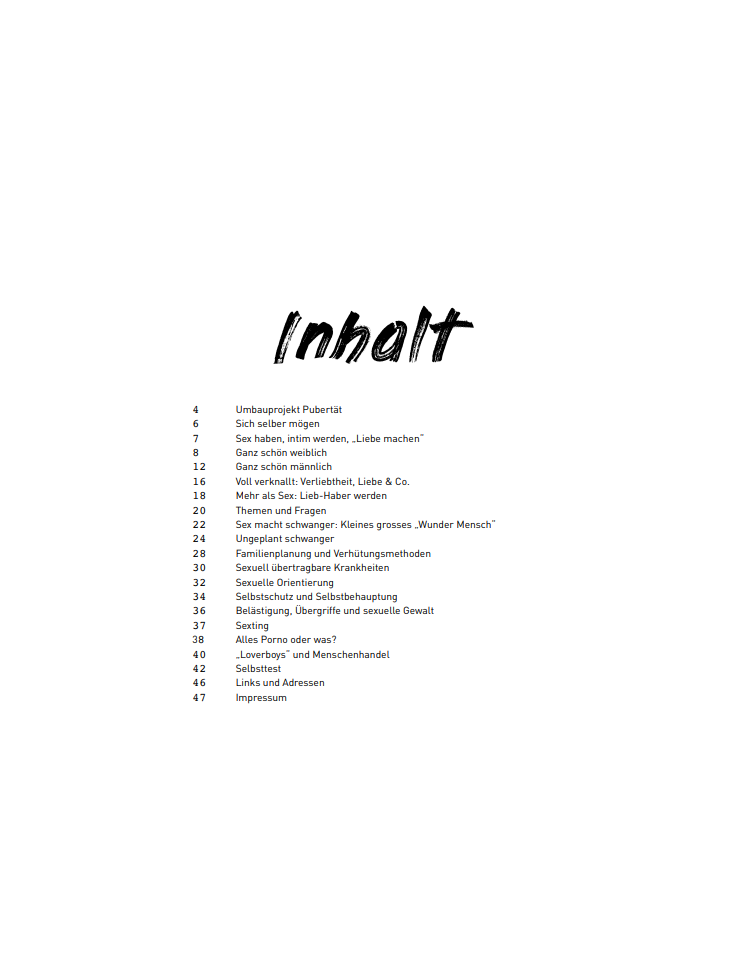 Inhalt
4 Umbauprojekt Pubertät
6 Sich selber mögen
7 Sex haben, intim werden, „Liebe machen“
8 Ganz schön weiblich
12 Ganz schön männlich
16 Voll verknallt: Verliebtheit, Liebe & Co.
18 Mehr als Sex: Lieb-Haber werden
20 Themen und Fragen
22 Sex macht schwanger: Kleines grosses „Wunder Mensch“
24 Ungeplant schwanger
28 Familienplanung und Verhütungsmethoden
30 Sexuell übertragbare Krankheiten
32 Sexuelle Orientierung
34 Selbstschutz und Selbstbehauptung
36 Belästigung, Übergriffe und sexuelle Gewalt
37 Sexting
38 Alles Porno oder was?
40 „Loverboys“ und Menschenhandel
42 Selbsttest
46 Links und Adressen
47 Impressum